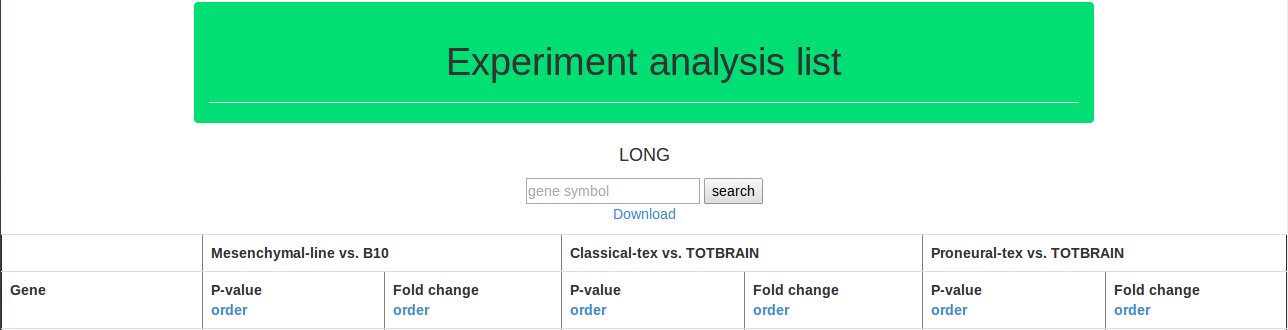 Experiment analysis list
LONG
gene symbol search
Download
Mesenchymal-line vs. B10 Classical-tex vs. TOTBRAIN Proneural-tex vs. TOTBRAIN
Gene P-value Fold change P-value Fold change P-value Fold change
order order order order order order